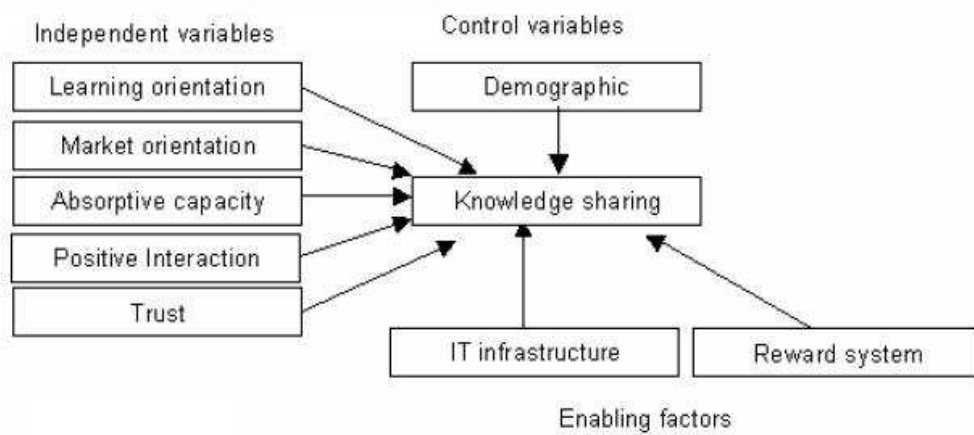 Independent variables
Control variables
Learning orientation
Demographic
Market orientation
Absorptive capacity
Knowledge sharing
Positive Interaction
Trust
IT infrastructure
Reward system
Enabling factors